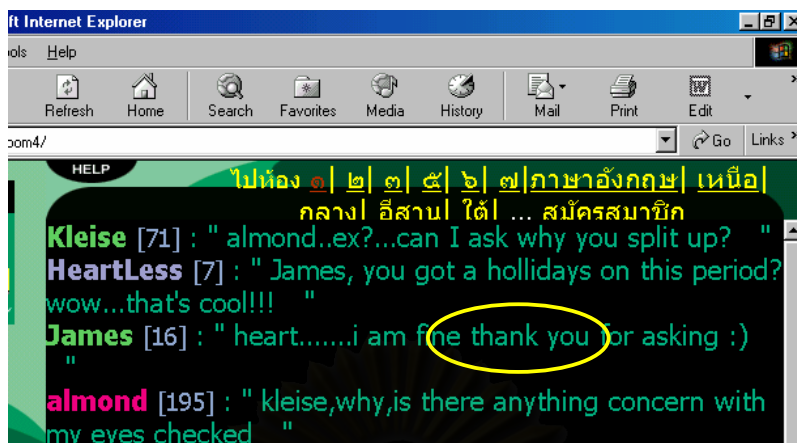 ft Internet Explorer
ools Help
Refresh Home Search Favorites Media History Mail Print Edit
oom4/ Go Links
HELP
ไปห้อง ๑| ๒| ๓| ๕| ๖| ๗|ภาษาอังกฤษ| เหนือ|
กลาง| อีสาน| ใต้| ... สมัครสมาชิก
Kleise [71] : " almond..ex?...can I ask why you split up? "
HeartLess [7] : " James, you got a hollidays on this period?
wow...that's cool!!! "
James [16] : " heart.......i am fine thank you for asking :)
"
almond [195] : " kleise,why,is there anything concern with
my eyes checked "